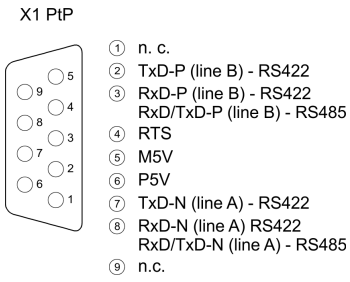 X1 PtP
5
9
4
8
3
7
2
6
1
1 n. c.
2 TxD-P (line B) - RS422
3 RxD-P (line B) - RS422
RxD/TxD-P (line B) - RS485
4 RTS
5 M5V
6 P5V
7 TxD-N (line A) - RS422
8 RxD-N (line A) RS422
RxD/TxD-N (line A) - RS485
9 n.c.